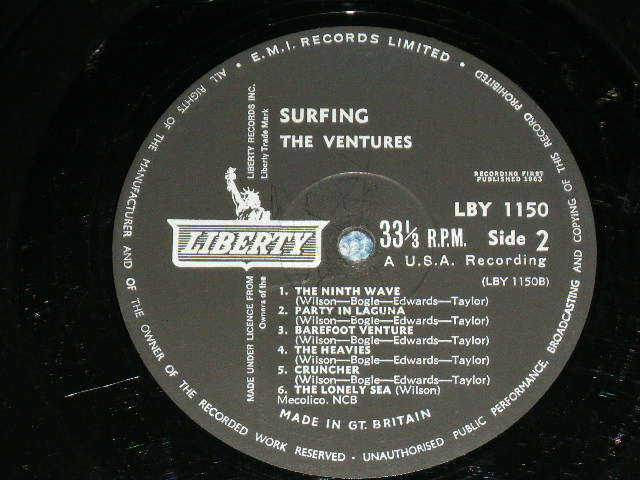 ALL RIGHTS OF THE MANUFACTURER AND OF THE OWNER OF THE RECORDED WORK RESERVED · UNAUTHORISED PUBLIC PERFORMANCE, BROADCASTING AND COPYING OF THIS RECORD PROHIBITED
· E.M.I. RECORDS LIMITED ·
LIBERTY RECORDS INC.
Liberty Trade Mark
MADE UNDER LICENCE FROM
Owners of the
SURFING
THE VENTURES
RECORDING FIRST
PUBLISHED 1963
LIBERTY
LBY 1150
33⅓ R.P.M. Side 2
A U.S.A. Recording
(LBY 1150B)
1. THE NINTH WAVE
(Wilson—Bogle—Edwards—Taylor)
2. PARTY IN LAGUNA
(Wilson—Bogle—Edwards—Taylor)
3. BAREFOOT VENTURE
(Wilson—Bogle—Edwards—Taylor)
4. THE HEAVIES
(Wilson—Bogle—Edwards—Taylor)
5. CRUNCHER
(Wilson—Bogle—Edwards—Taylor)
6. THE LONELY SEA (Wilson)
Mecolico. NCB
MADE IN GT. BRITAIN